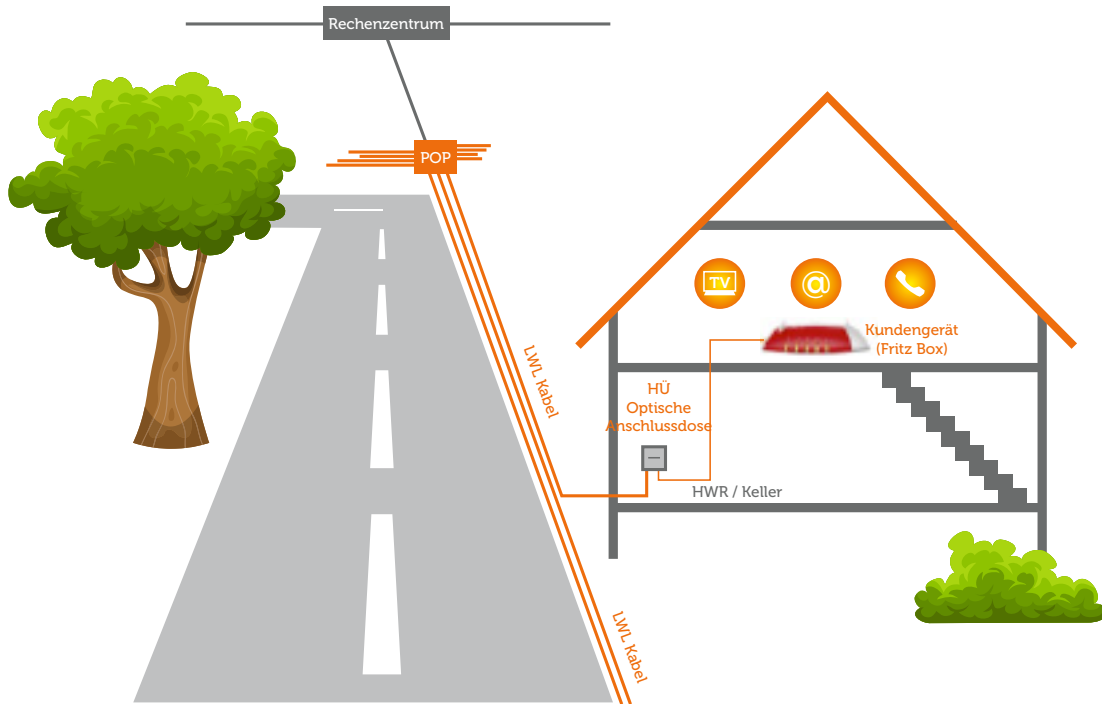 Rechenzentrum
POP
TV
@
Kundengerät
(Fritz Box)
LWL Kabel
HÜ
Optische
Anschlussdose
HWR / Keller
LWL Kabel